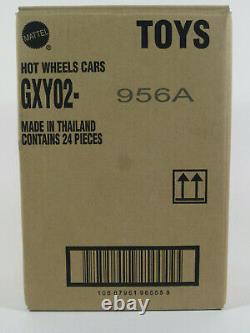 MATTEL
TOYS
HOT WHEELS CARS
GXY02- 956A
MADE IN THAILAND
CONTAINS 24 PIECES